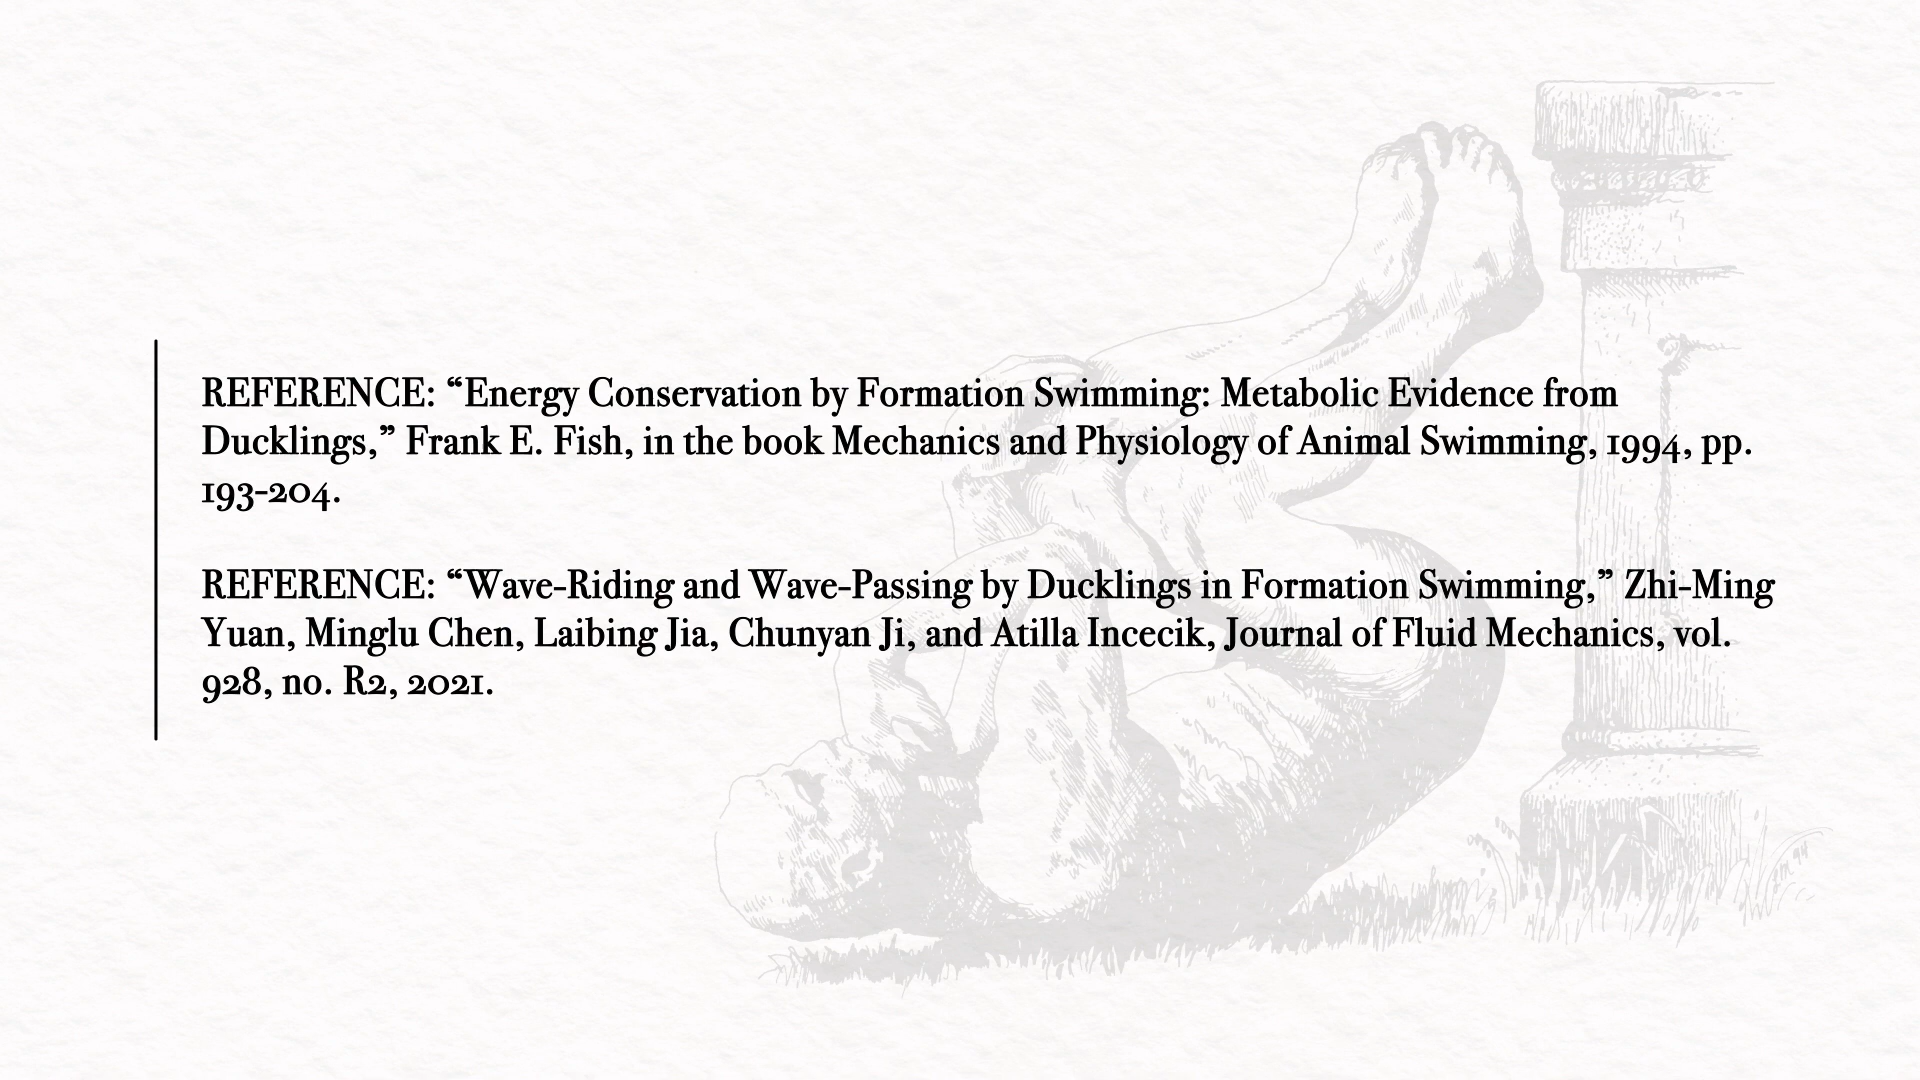 REFERENCE: “Energy Conservation by Formation Swimming: Metabolic Evidence from
Ducklings,” Frank E. Fish, in the book Mechanics and Physiology of Animal Swimming, 1994, pp.
193-204.
REFERENCE: “Wave-Riding and Wave-Passing by Ducklings in Formation Swimming,” Zhi-Ming
Yuan, Minglu Chen, Laibing Jia, Chunyan Ji, and Atilla Incecik, Journal of Fluid Mechanics, vol.
928, no. R2, 2021.